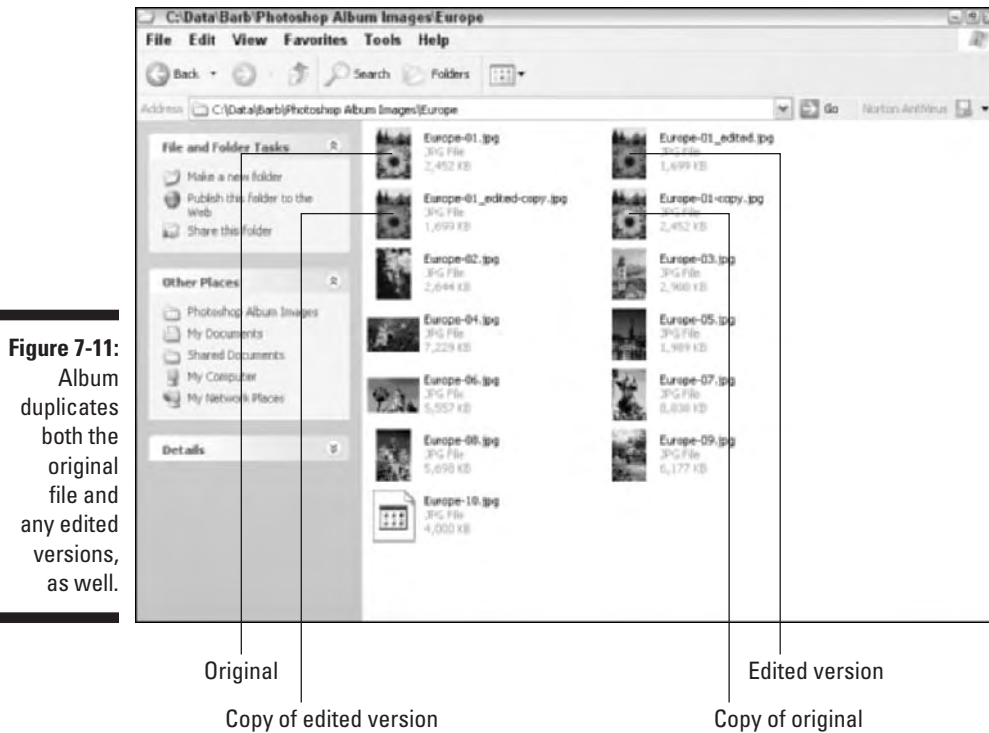 C:\Data\Barb\Photoshop Album Images\Europe
File Edit View Favorites Tools Help
Back Search Folders
Address C:\Data\Barb\Photoshop Album Images\Europe Go Norton AntiVirus
File and Folder Tasks
Make a new folder
Publish this folder to the
Web
Share this folder
Other Places
Photoshop Album Images
My Documents
Shared Documents
My Computer
My Network Places
Details
Europe-01.jpg
JPG File
2,452 KB
Europe-01_edited.jpg
JPG File
1,699 KB
Europe-01_edited-copy.jpg
JPG File
1,699 KB
Europe-01-copy.jpg
JPG File
2,452 KB
Europe-02.jpg
JPG File
2,644 KB
Europe-03.jpg
JPG File
2,900 KB
Europe-04.jpg
JPG File
7,229 KB
Europe-05.jpg
JPG File
1,989 KB
Europe-06.jpg
JPG File
5,557 KB
Europe-07.jpg
JPG File
Europe-08.jpg
JPG File
5,698 KB
Europe-09.jpg
JPG File
6,177 KB
Europe-10.jpg
JPG File
4,000 KB
Figure 7-11:
Album
duplicates
both the
original
file and
any edited
versions,
as well.
Original
Edited version
Copy of edited version
Copy of original